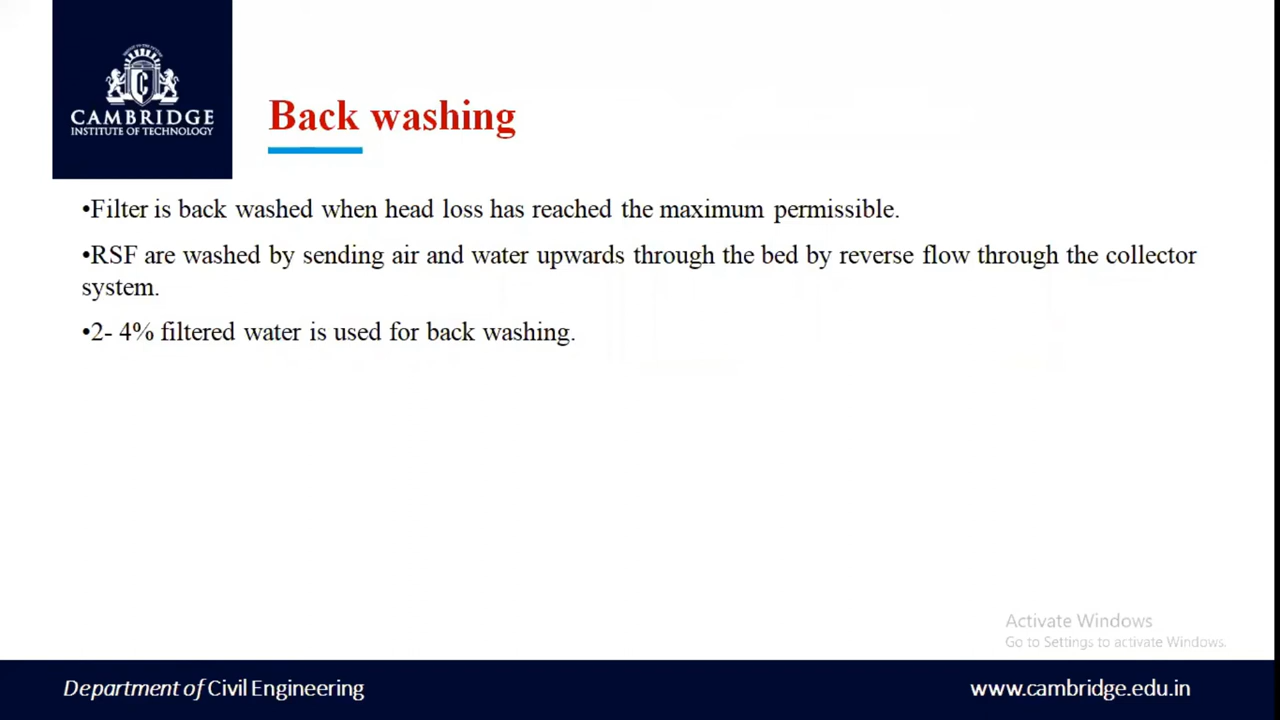 CAMBRIDGE
INSTITUTE OF TECHNOLOGY
Back washing
•Filter is back washed when head loss has reached the maximum permissible.
•RSF are washed by sending air and water upwards through the bed by reverse flow through the collector
system.
•2- 4% filtered water is used for back washing.
Activate Windows
Go to Settings to activate Windows.
Department of Civil Engineering
www.cambridge.edu.in